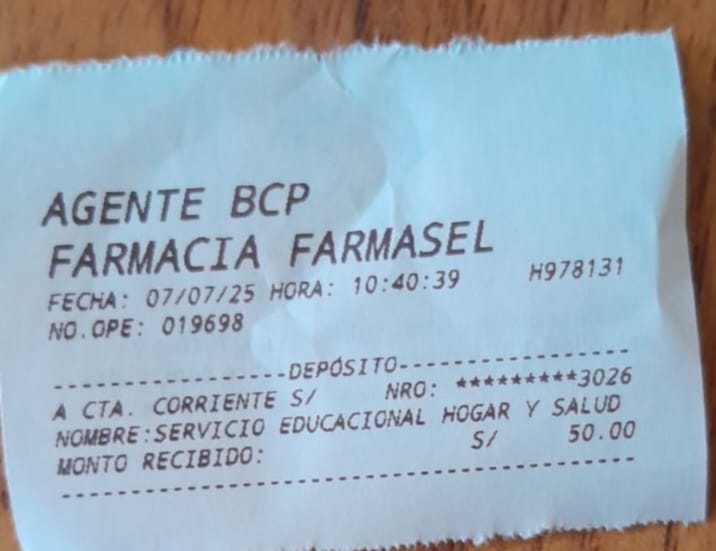 AGENTE BCP
FARMACIA FARMASEL
FECHA: 07/07/25 HORA: 10:40:39 H978131
NO.OPE: 019698
----------------DEPÓSITO----------------
A CTA. CORRIENTE S/ NRO: *********3026
NOMBRE:SERVICIO EDUCACIONAL HOGAR Y SALUD
MONTO RECIBIDO: S/ 50.00
----------------------------------------